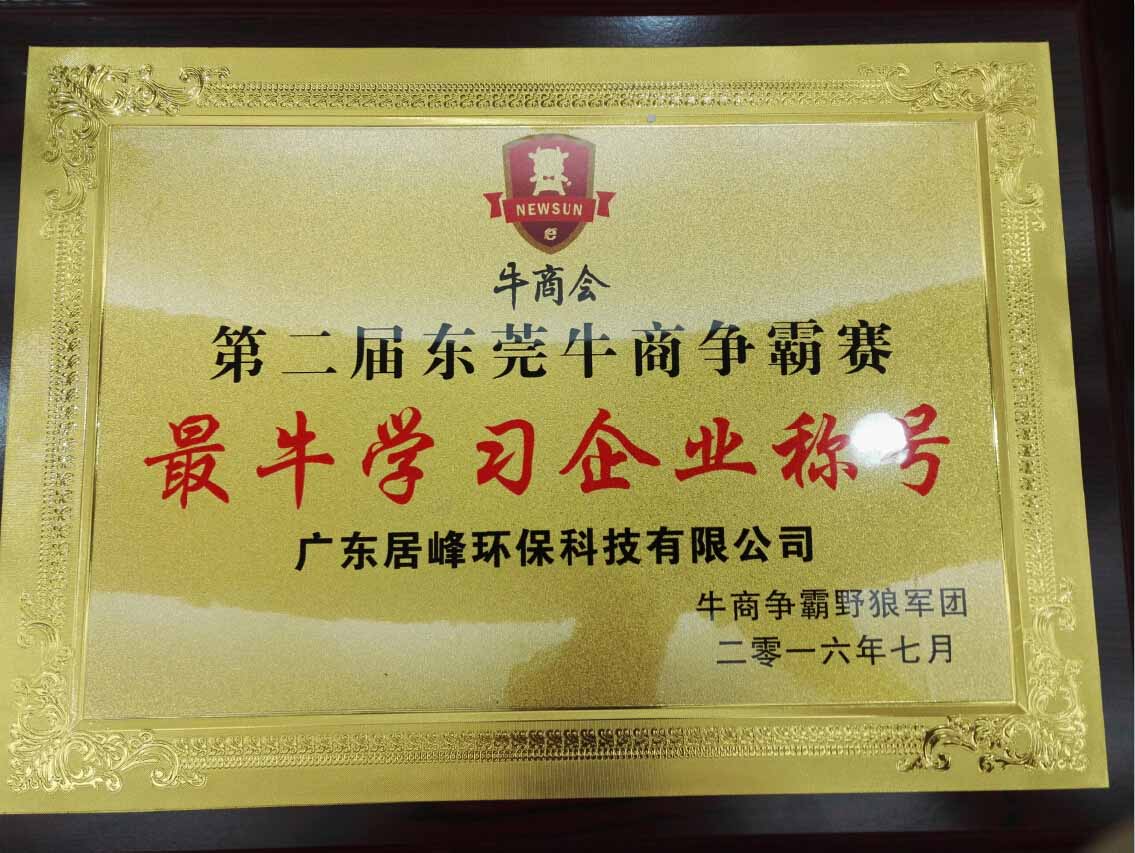 NEWSUN
e
牛商会
第二届东莞牛商争霸赛
最牛学习企业称号
广东居峰环保科技有限公司
牛商争霸野狼军团
二零一六年七月